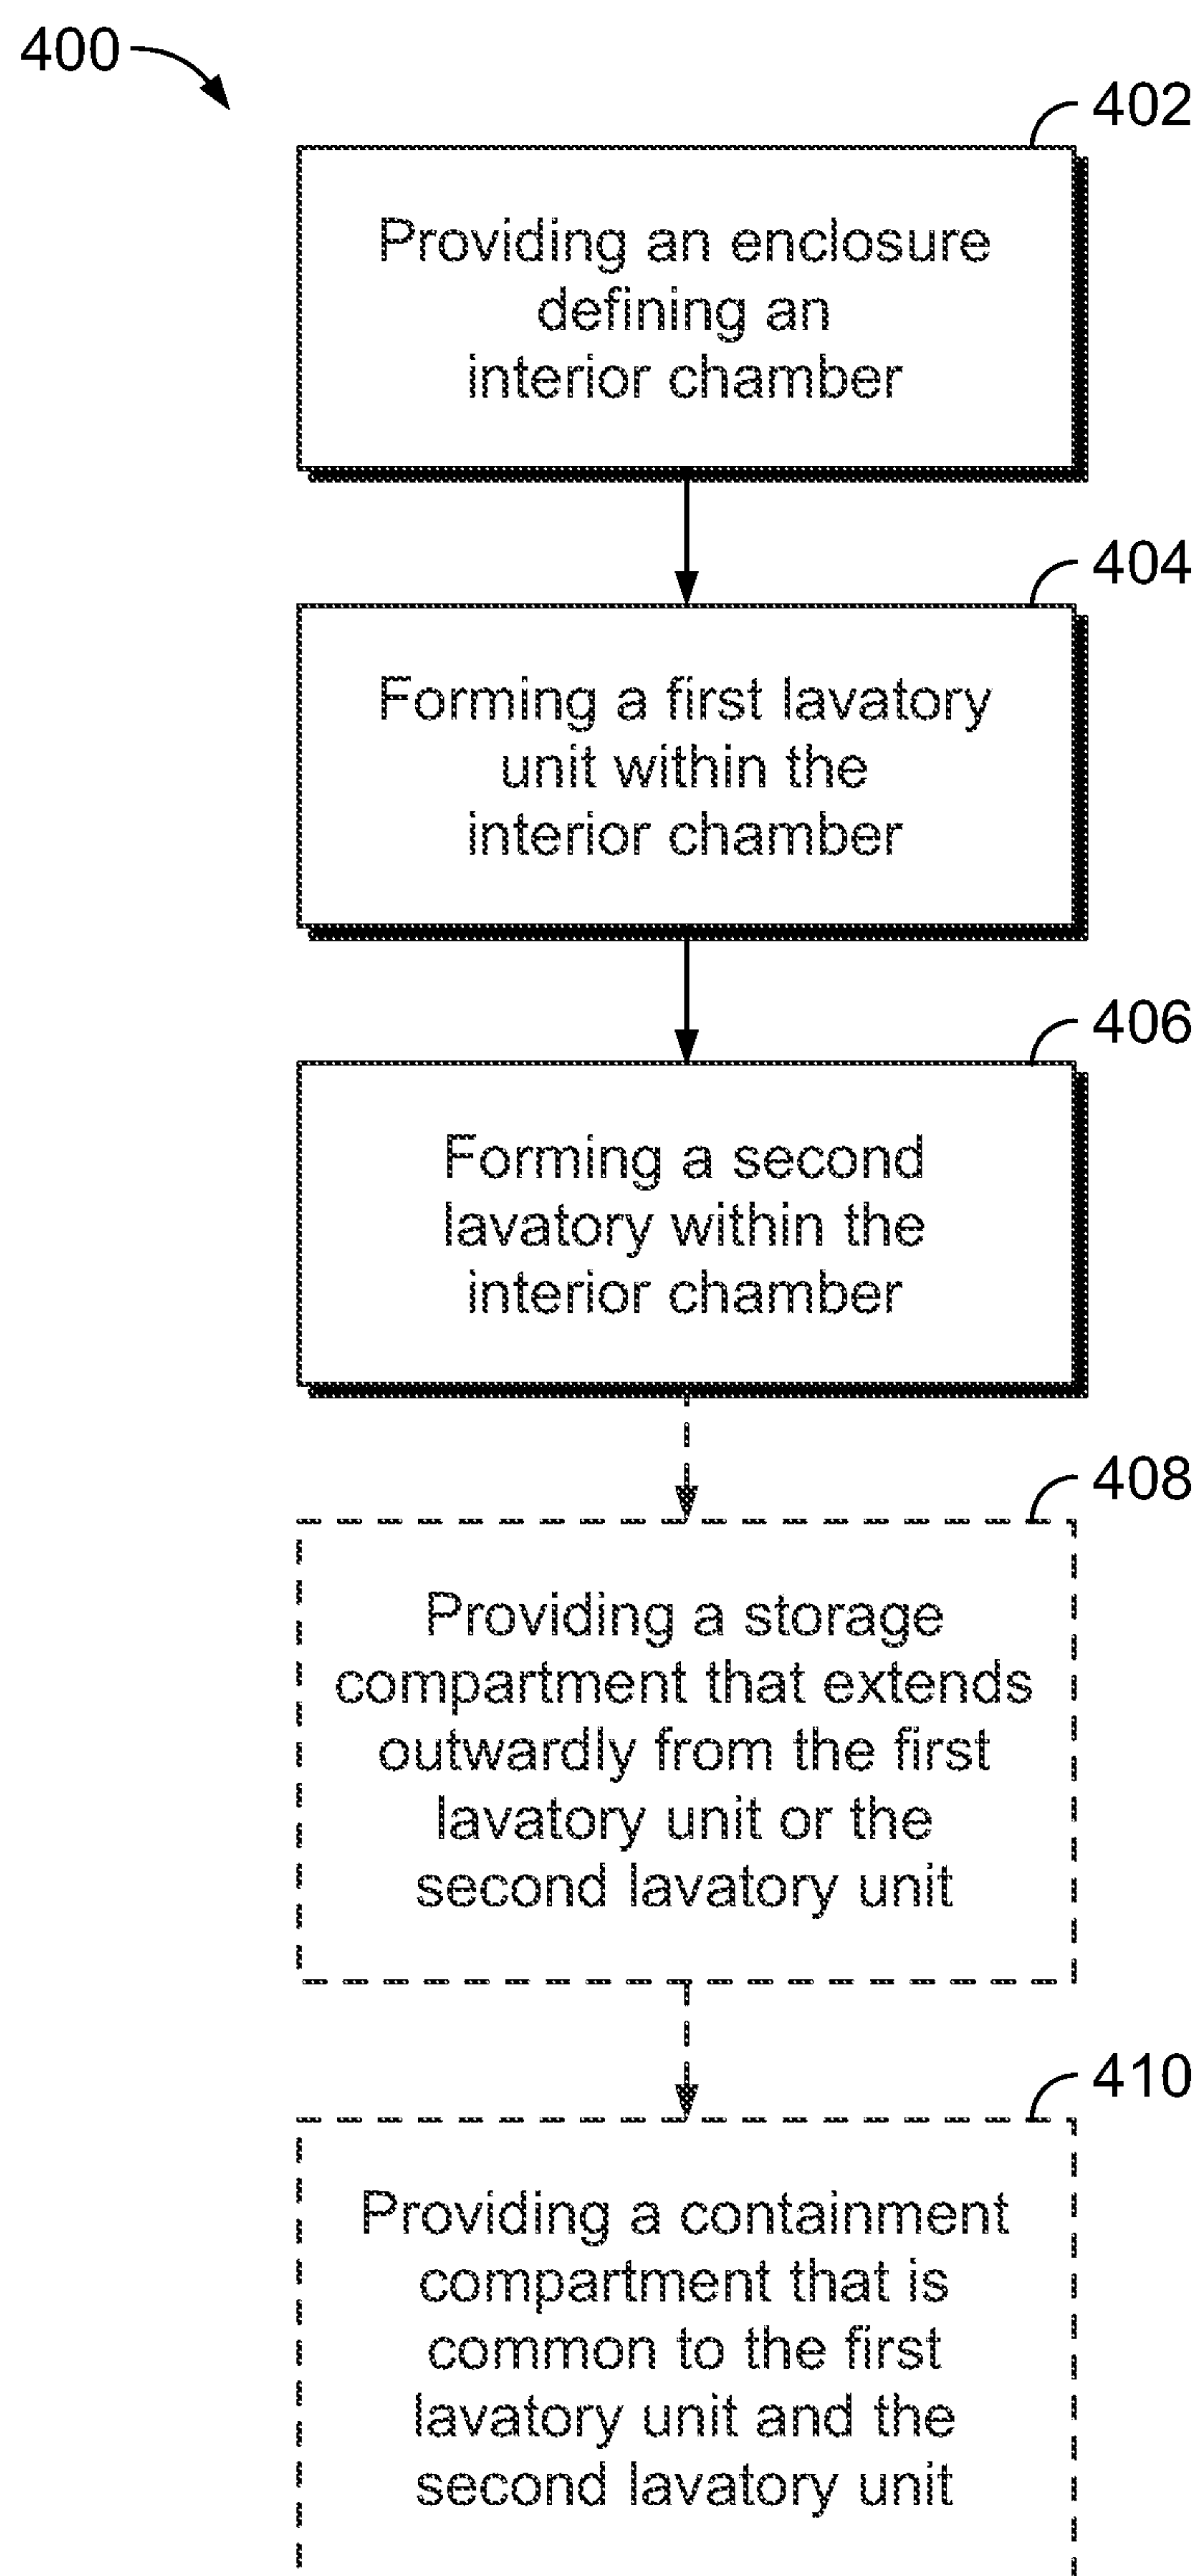 400
402
Providing an enclosure
defining an
interior chamber
404
Forming a first lavatory
unit within the
interior chamber
406
Forming a second
lavatory within the
interior chamber
408
Providing a storage
compartment that extends
outwardly from the first
lavatory unit or the
second lavatory unit
410
Providing a containment
compartment that is
common to the first
lavatory unit and the
second lavatory unit